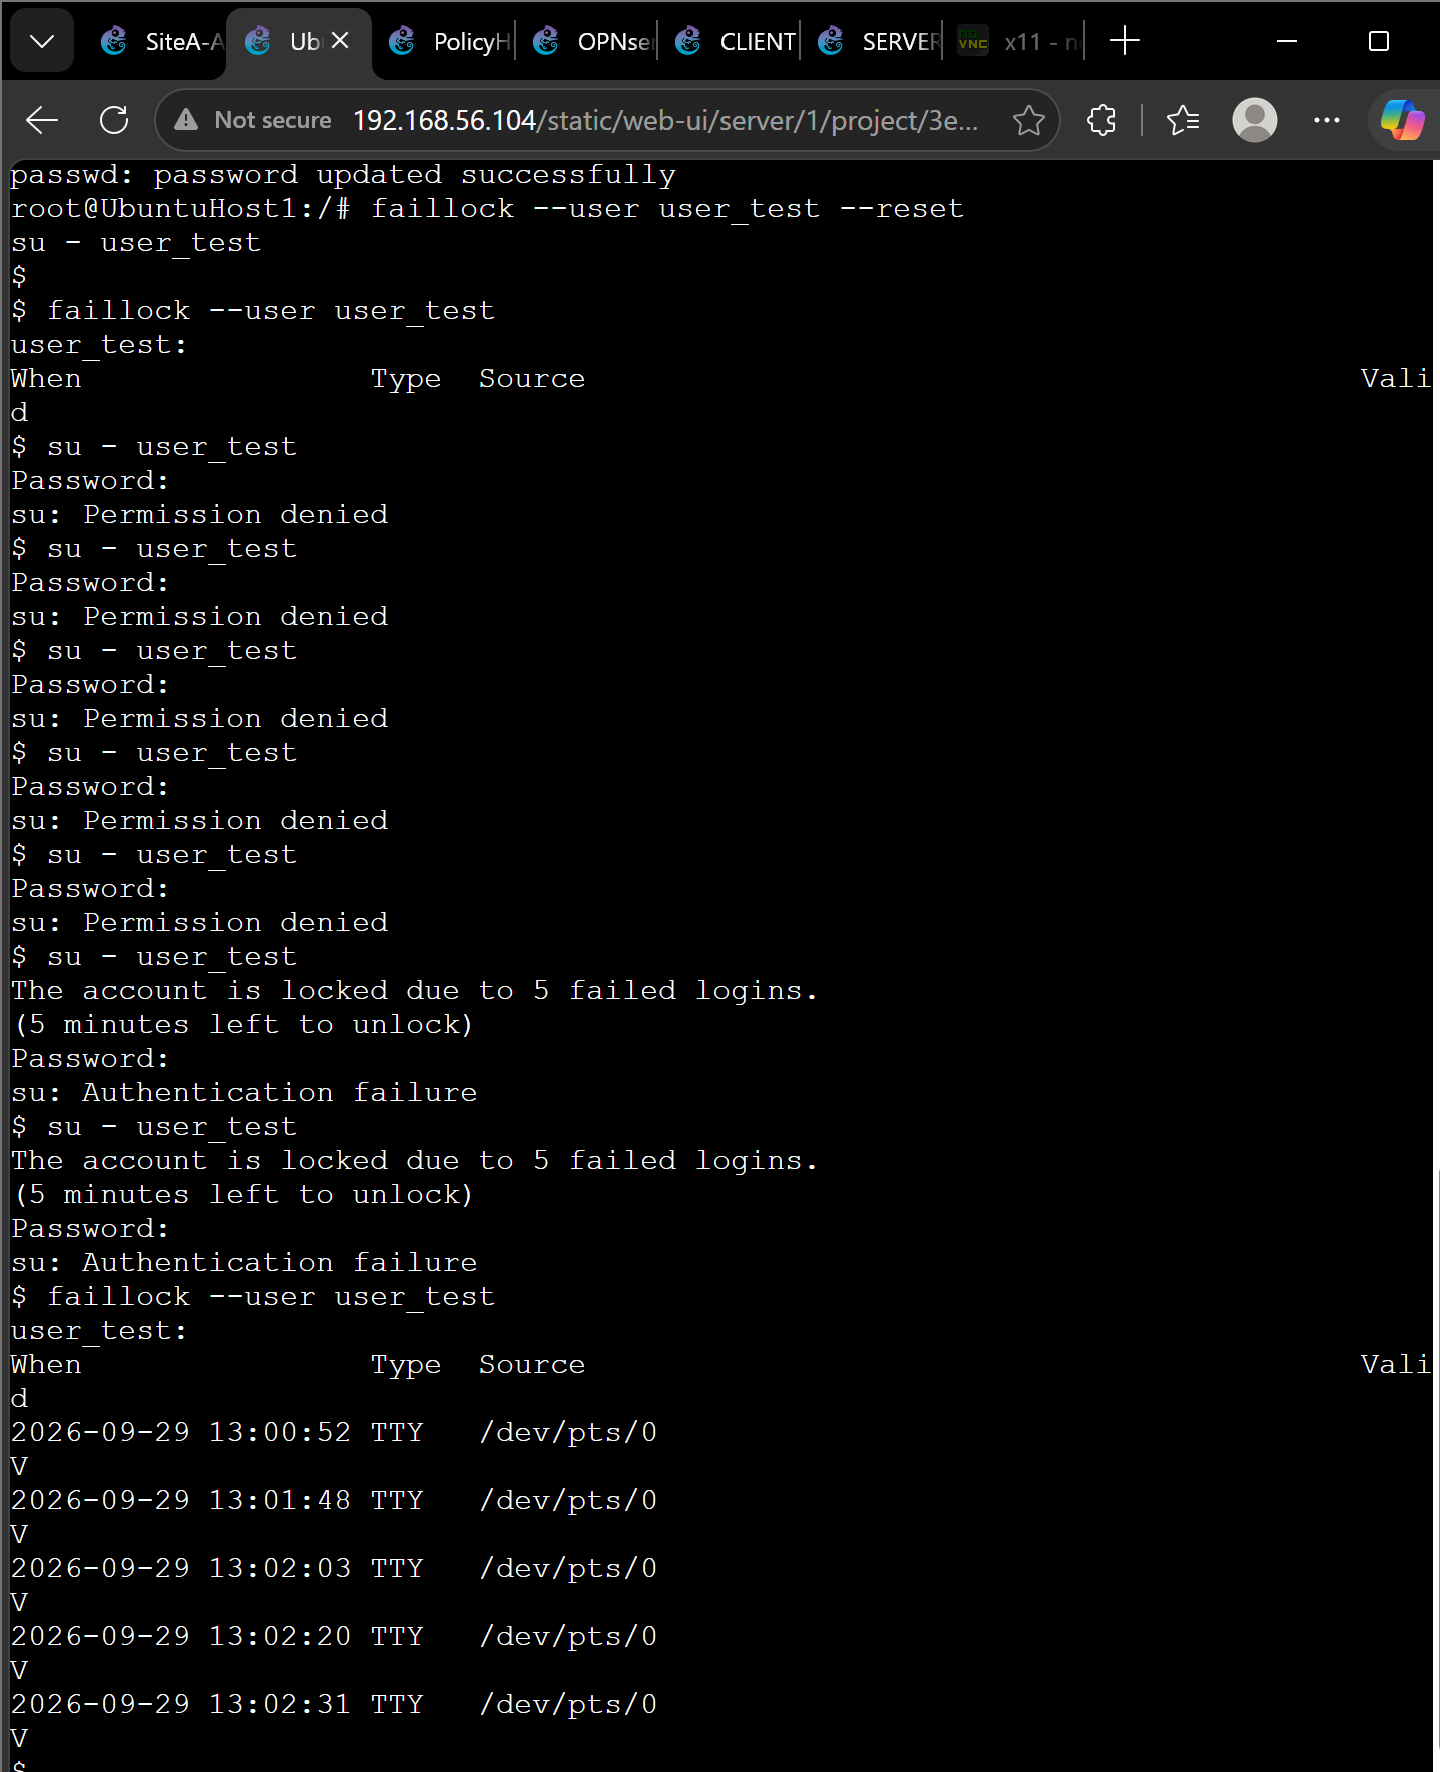 SiteA-A
Ub
PolicyH
OPNse
CLIENT
SERVER
x11 - n
Not secure 192.168.56.104/static/web-ui/server/1/project/3e...
passwd: password updated successfully
root@UbuntuHost1:/# faillock --user user_test --reset
su - user_test
$
$ faillock --user user_test
user_test:
When Type Source Vali
d
$ su - user_test
Password:
su: Permission denied
$ su - user_test
Password:
su: Permission denied
$ su - user_test
Password:
su: Permission denied
$ su - user_test
Password:
su: Permission denied
$ su - user_test
Password:
su: Permission denied
$ su - user_test
The account is locked due to 5 failed logins.
(5 minutes left to unlock)
Password:
su: Authentication failure
$ su - user_test
The account is locked due to 5 failed logins.
(5 minutes left to unlock)
Password:
su: Authentication failure
$ faillock --user user_test
user_test:
When Type Source Vali
d
2026-09-29 13:00:52 TTY /dev/pts/0
V
2026-09-29 13:01:48 TTY /dev/pts/0
V
2026-09-29 13:02:03 TTY /dev/pts/0
V
2026-09-29 13:02:20 TTY /dev/pts/0
V
2026-09-29 13:02:31 TTY /dev/pts/0
V
$